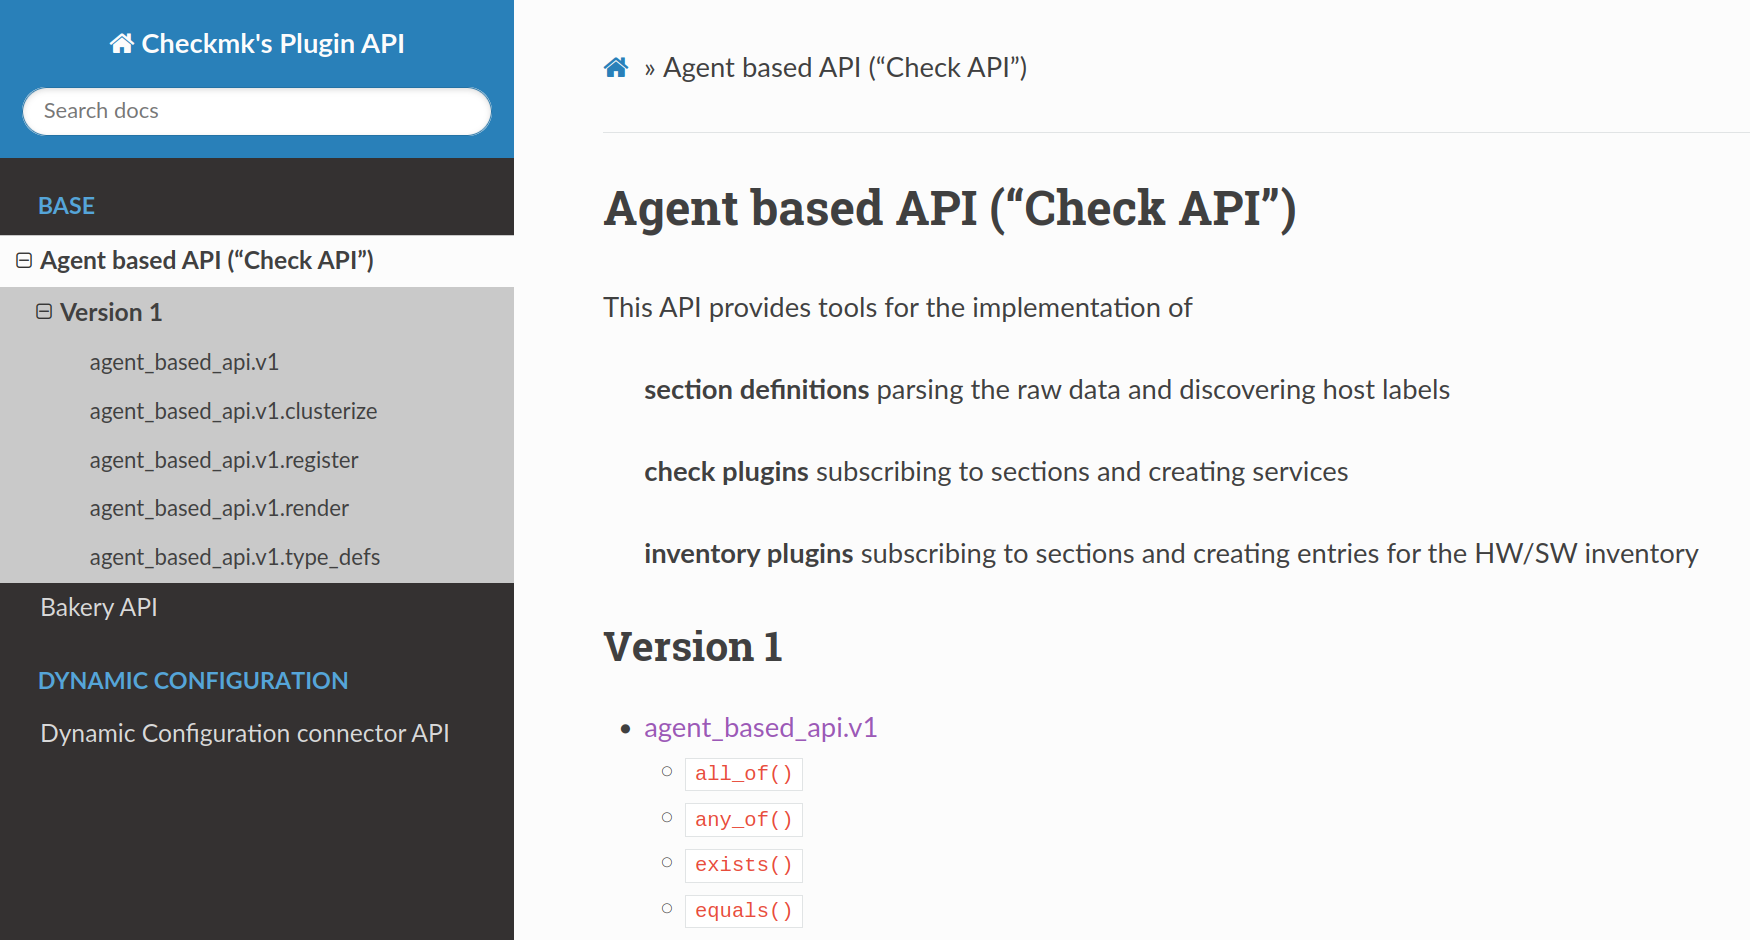 Checkmk's Plugin API
Search docs
BASE
Agent based API (“Check API”)
Version 1
agent_based_api.v1
agent_based_api.v1.clusterize
agent_based_api.v1.register
agent_based_api.v1.render
agent_based_api.v1.type_defs
Bakery API
DYNAMIC CONFIGURATION
Dynamic Configuration connector API
» Agent based API (“Check API”)
Agent based API (“Check API”)
This API provides tools for the implementation of
section definitions parsing the raw data and discovering host labels
check plugins subscribing to sections and creating services
inventory plugins subscribing to sections and creating entries for the HW/SW inventory
Version 1
agent_based_api.v1
all_of()
any_of()
exists()
equals()